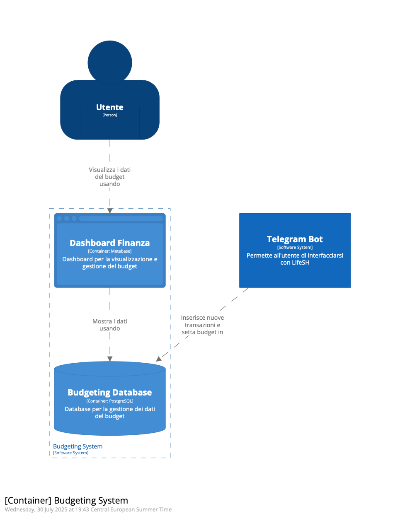 Utente
[Person]
Visualizza i dati
del budget
usando
Dashboard Finanza
[Container: Metabase]
Dashboard per la visualizzazione e
gestione del budget
Telegram Bot
[Software System]
Permette all'utente di interfacciarsi
con LifeSH
Mostra i dati
usando
Inserisce nuove
transazioni e
setta budget in
Budgeting Database
[Container: PostgreSQL]
Database per la gestione dei dati
del budget
Budgeting System
[Software System]
[Container] Budgeting System
Wednesday, 30 July 2025 at 19:43 Central European Summer Time